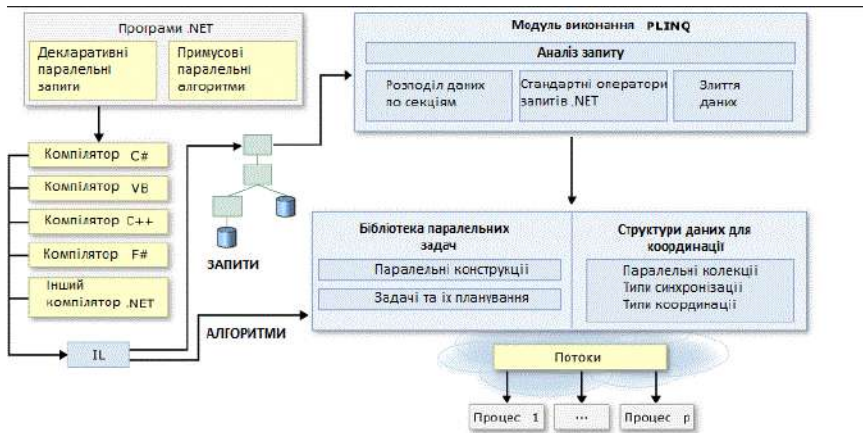 Програми .NET
Декларативні
паралельні
запити
Примусові
паралельні
алгоритми
Модуль виконання PLINQ
Аналіз запиту
Розподіл даних
по секціям
Стандартні оператори
запитів .NET
Злиття
даних
Компілятор C#
Компілятор VB
Компілятор C++
Компілятор F#
Інший
компілятор .NET
IL
ЗАПИТИ
АЛГОРИТМИ
Бібліотека паралельних
задач
Паралельні конструкції
Задачі та їх планування
Структури даних для
координації
Паралельні колекції
Типи синхронізації
Типи координації
Потоки
Процес 1
...
Процес p